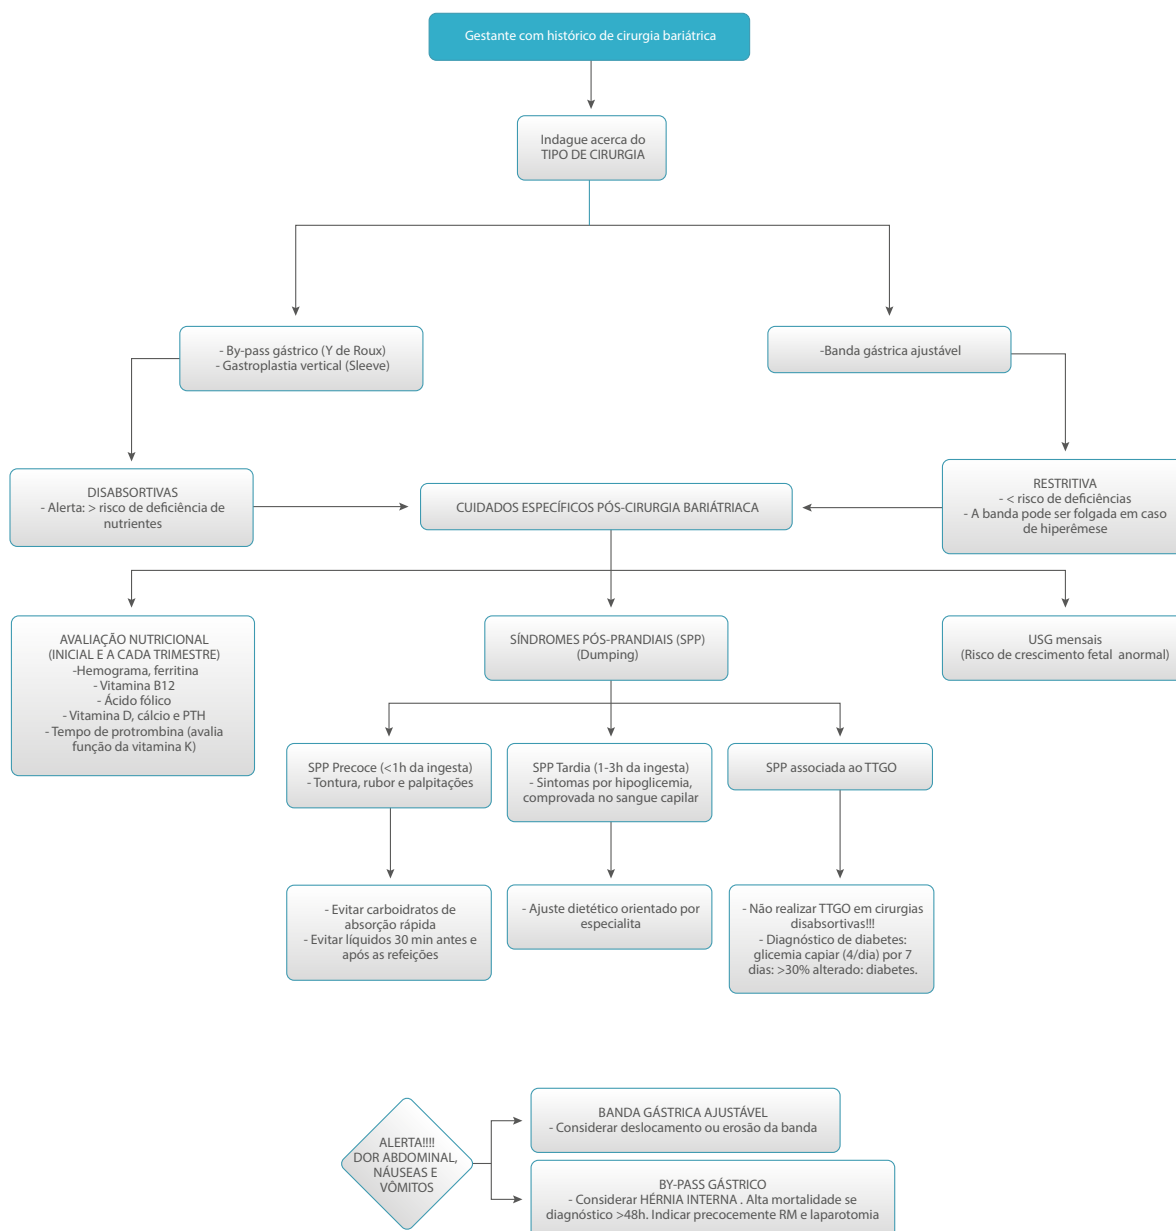 Gestante com histórico de cirurgia bariátrica
Indague acerca do
TIPO DE CIRURGIA
- By-pass gástrico (Y de Roux)
- Gastroplastia vertical (Sleeve)
-Banda gástrica ajustável
DISABSORTIVAS
- Alerta: > risco de deficiência de
nutrientes
CUIDADOS ESPECÍFICOS PÓS-CIRURGIA BARIÁTRIACA
RESTRITIVA
- < risco de deficiências
- A banda pode ser folgada em caso
de hiperêmese
AVALIAÇÃO NUTRICIONAL
(INICIAL E A CADA TRIMESTRE)
-Hemograma, ferritina
- Vitamina B12
- Ácido fólico
- Vitamina D, cálcio e PTH
- Tempo de protrombina (avalia
função da vitamina K)
SÍNDROMES PÓS-PRANDIAIS (SPP)
(Dumping)
USG mensais
(Risco de crescimento fetal anormal)
SPP Precoce (<1h da ingesta)
- Tontura, rubor e palpitações
SPP Tardia (1-3h da ingesta)
- Sintomas por hipoglicemia,
comprovada no sangue capilar
SPP associada ao TTGO
- Evitar carboidratos de
absorção rápida
- Evitar líquidos 30 min antes e
após as refeições
- Ajuste dietético orientado por
especialita
- Não realizar TTGO em cirurgias
disabsortivas!!!
- Diagnóstico de diabetes:
glicemia capiar (4/dia) por 7
dias: >30% alterado: diabetes.
ALERTA!!!!
DOR ABDOMINAL,
NÁUSEAS E
VÔMITOS
BANDA GÁSTRICA AJUSTÁVEL
- Considerar deslocamento ou erosão da banda
BY-PASS GÁSTRICO
- Considerar HÉRNIA INTERNA . Alta mortalidade se
diagnóstico >48h. Indicar precocemente RM e laparotomia